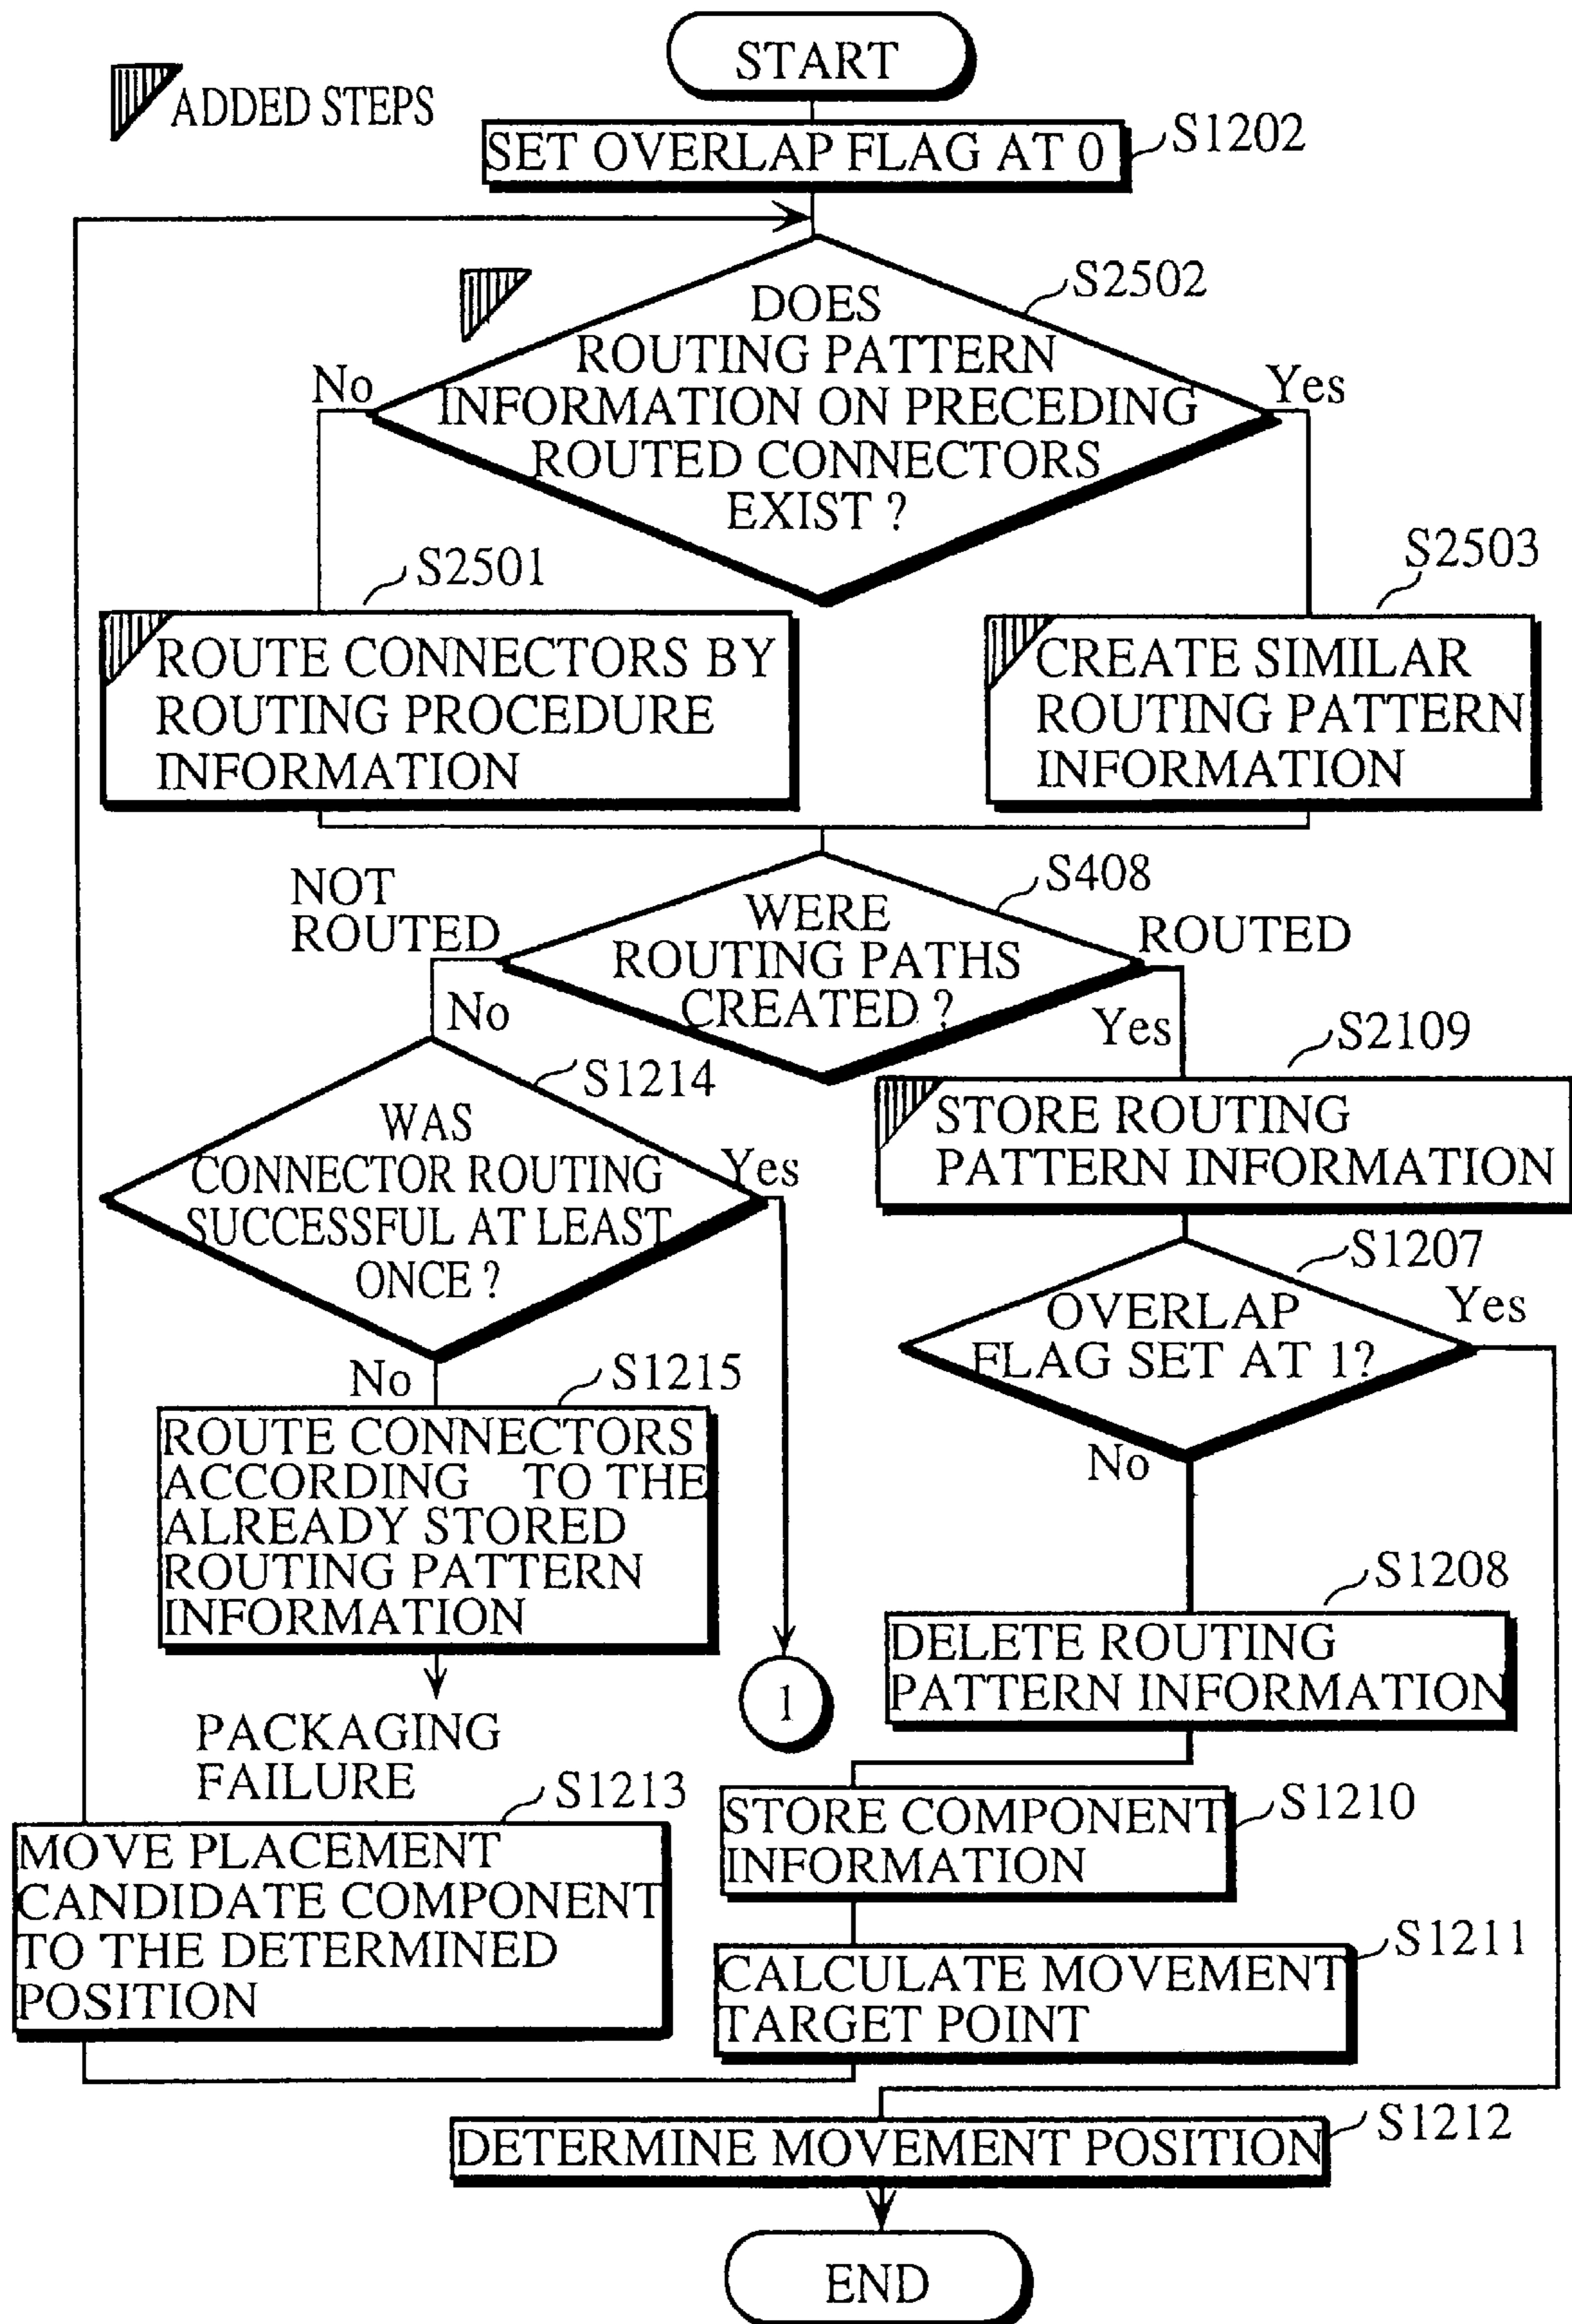 START
ADDED STEPS
SET OVERLAP FLAG AT 0
S1202
S2502
DOES
ROUTING PATTERN
INFORMATION ON PRECEDING
ROUTED CONNECTORS
EXIST ?
No
Yes
S2501
S2503
ROUTE CONNECTORS BY
ROUTING PROCEDURE
INFORMATION
CREATE SIMILAR
ROUTING PATTERN
INFORMATION
NOT
ROUTED
S408
WERE
ROUTING PATHS
CREATED ?
ROUTED
No
Yes
S2109
S1214
STORE ROUTING
PATTERN INFORMATION
WAS
CONNECTOR ROUTING
SUCCESSFUL AT LEAST
ONCE ?
Yes
S1207
OVERLAP
FLAG SET AT 1?
Yes
No
S1215
No
ROUTE CONNECTORS
ACCORDING TO THE
ALREADY STORED
ROUTING PATTERN
INFORMATION
S1208
DELETE ROUTING
PATTERN INFORMATION
1
PACKAGING
FAILURE
S1213
STORE COMPONENT
INFORMATION
S1210
MOVE PLACEMENT
CANDIDATE COMPONENT
TO THE DETERMINED
POSITION
S1211
CALCULATE MOVEMENT
TARGET POINT
DETERMINE MOVEMENT POSITION
S1212
END